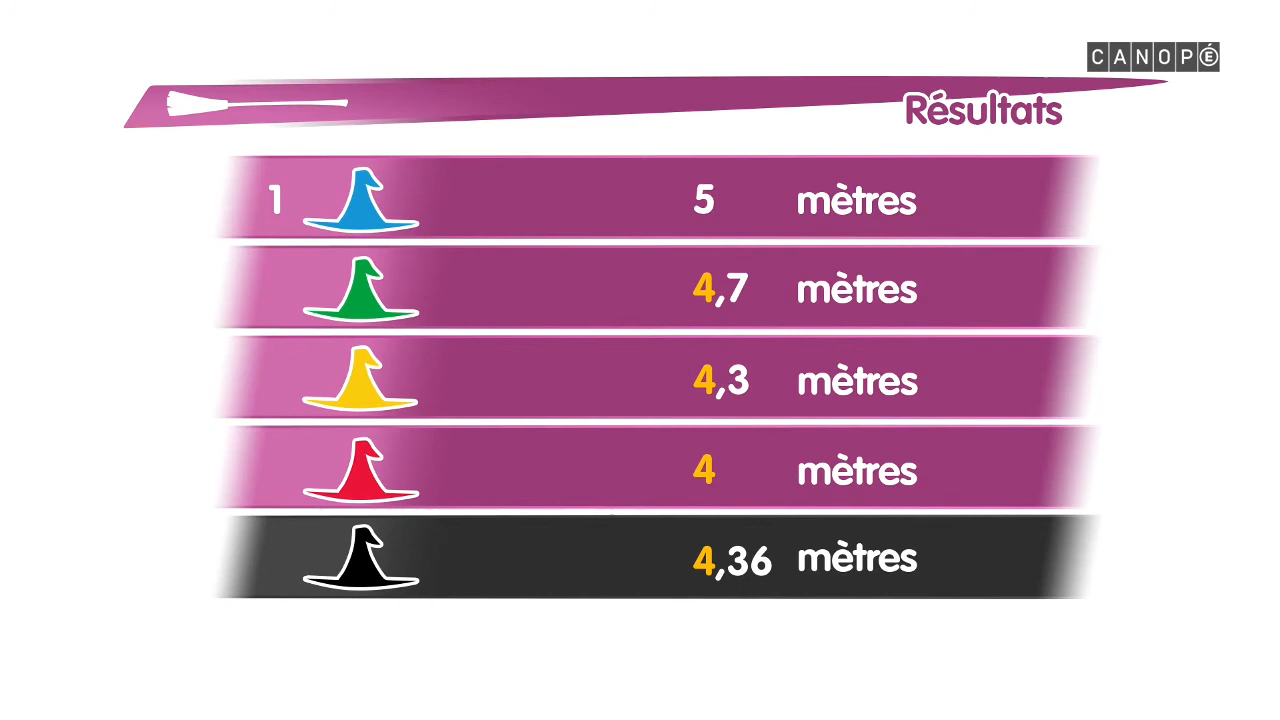 CANOPÉ
Résultats
1 5 mètres
4,7 mètres
4,3 mètres
4 mètres
4,36 mètres